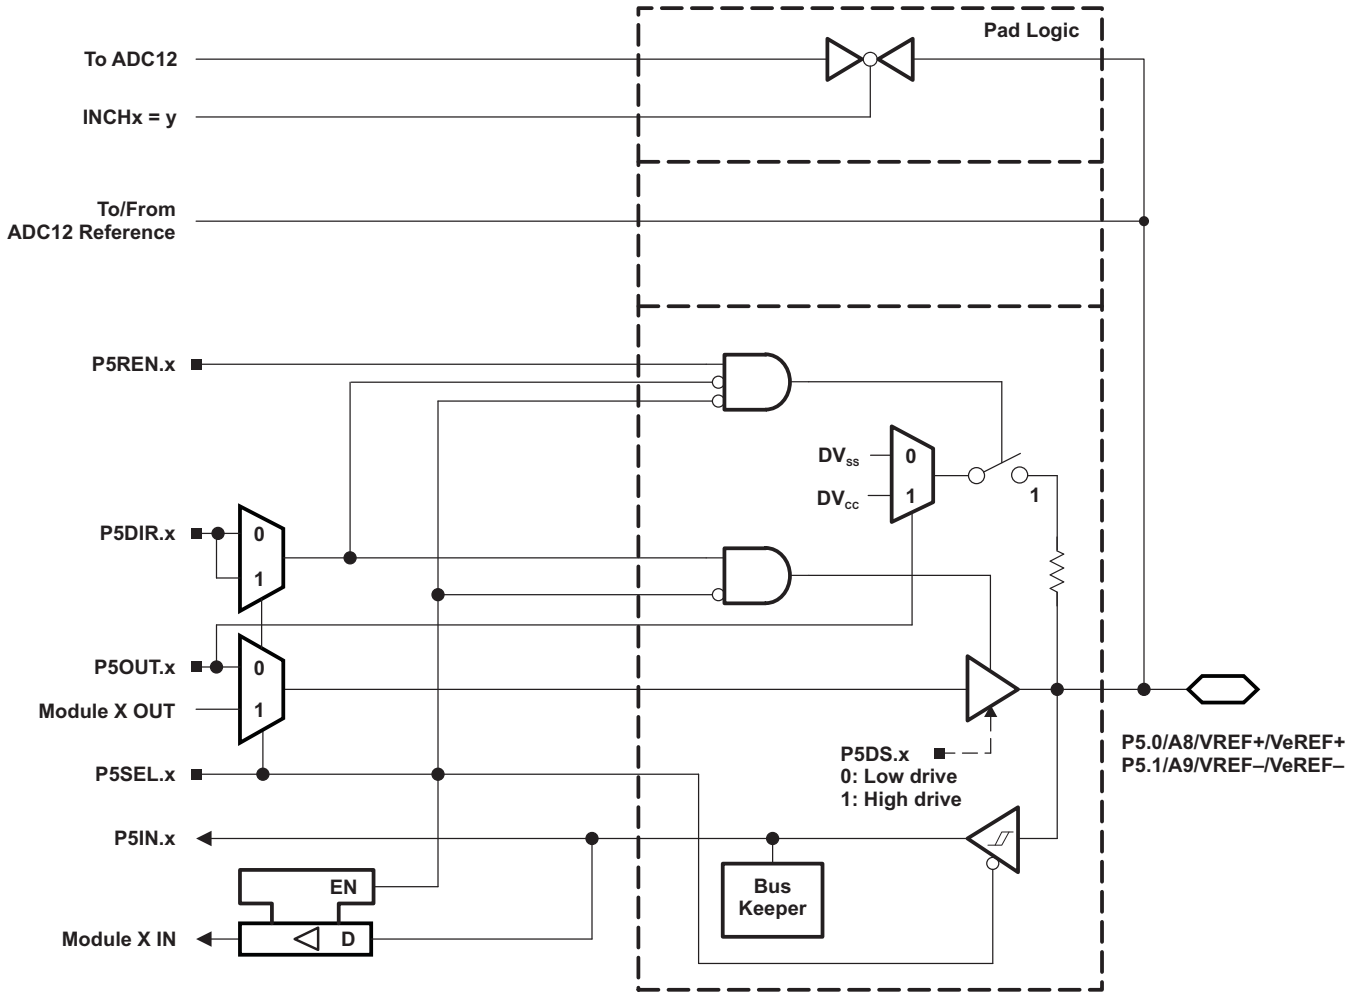 Pad Logic
To ADC12
INCHx = y
To/From
ADC12 Reference
P5REN.x
DVss
0
DVcc
1
1
P5DIR.x
0
1
P5OUT.x
0
Module X OUT
1
P5DS.x
0: Low drive
1: High drive
P5.0/A8/VREF+/VeREF+
P5.1/A9/VREF–/VeREF–
P5SEL.x
P5IN.x
EN
Bus
Keeper
Module X IN
D